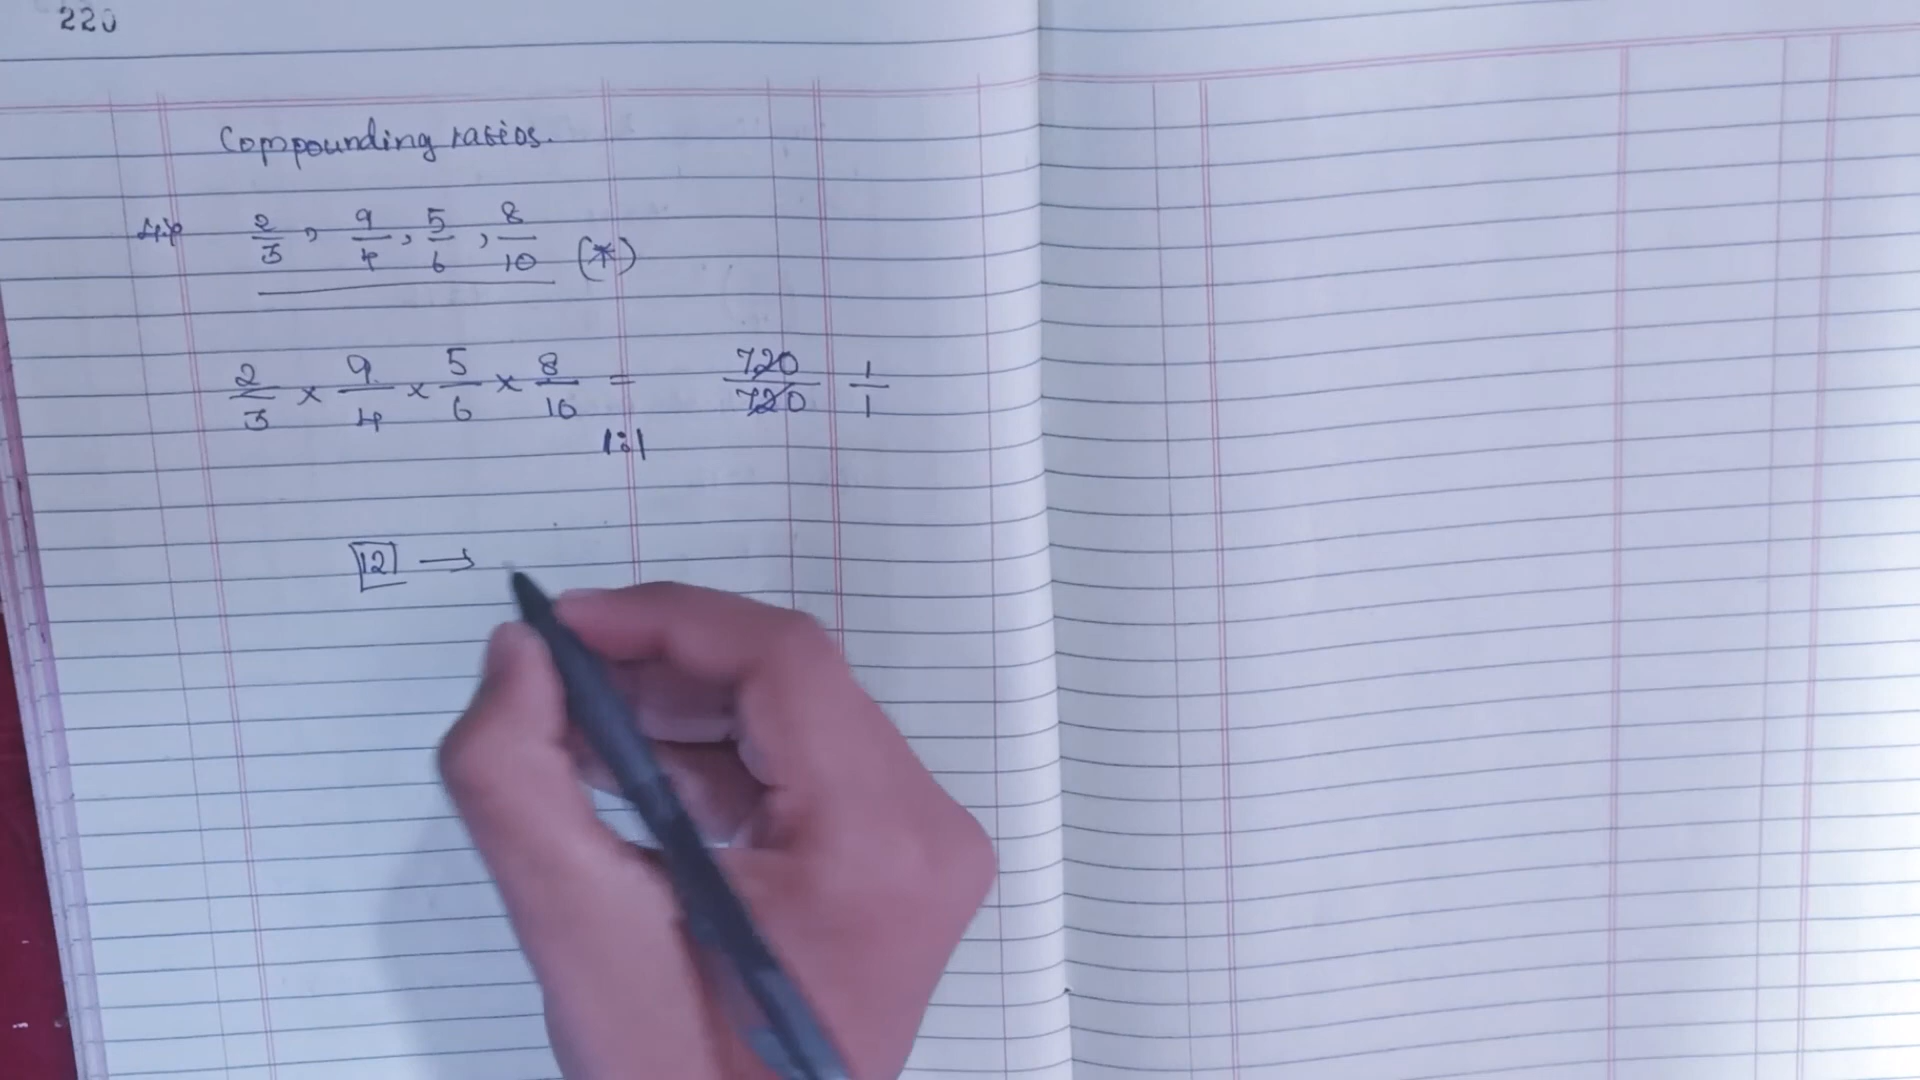 220
Compounding ratios.
2/3 , 9/4 , 5/6 , 8/10 (*)
2/3 × 9/4 × 5/6 × 8/10 = 720/720 1/1
1:1
12 →